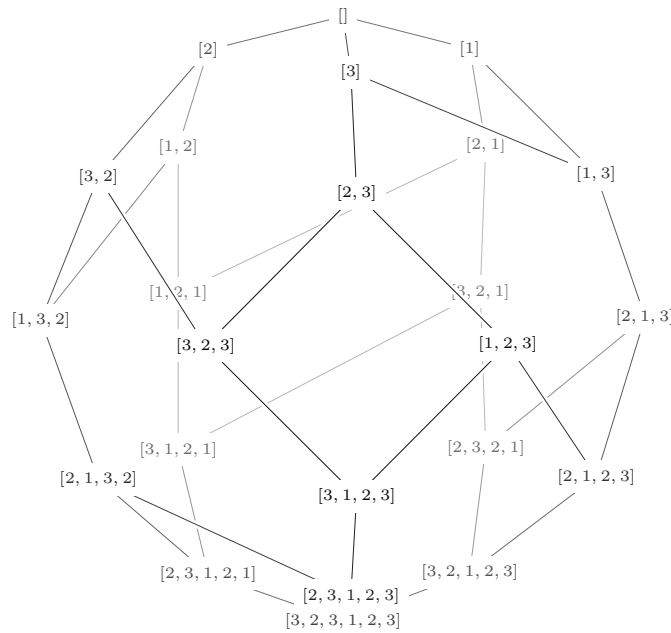 []
[2]
[1]
[3]
[1, 2]
[2, 1]
[3, 2]
[1, 3]
[2, 3]
[1, 2, 1]
[3, 2, 1]
[1, 3, 2]
[2, 1, 3]
[3, 2, 3]
[1, 2, 3]
[3, 1, 2, 1]
[2, 3, 2, 1]
[2, 1, 3, 2]
[2, 1, 2, 3]
[3, 1, 2, 3]
[2, 3, 1, 2, 1]
[3, 2, 1, 2, 3]
[2, 3, 1, 2, 3]
[3, 2, 3, 1, 2, 3]